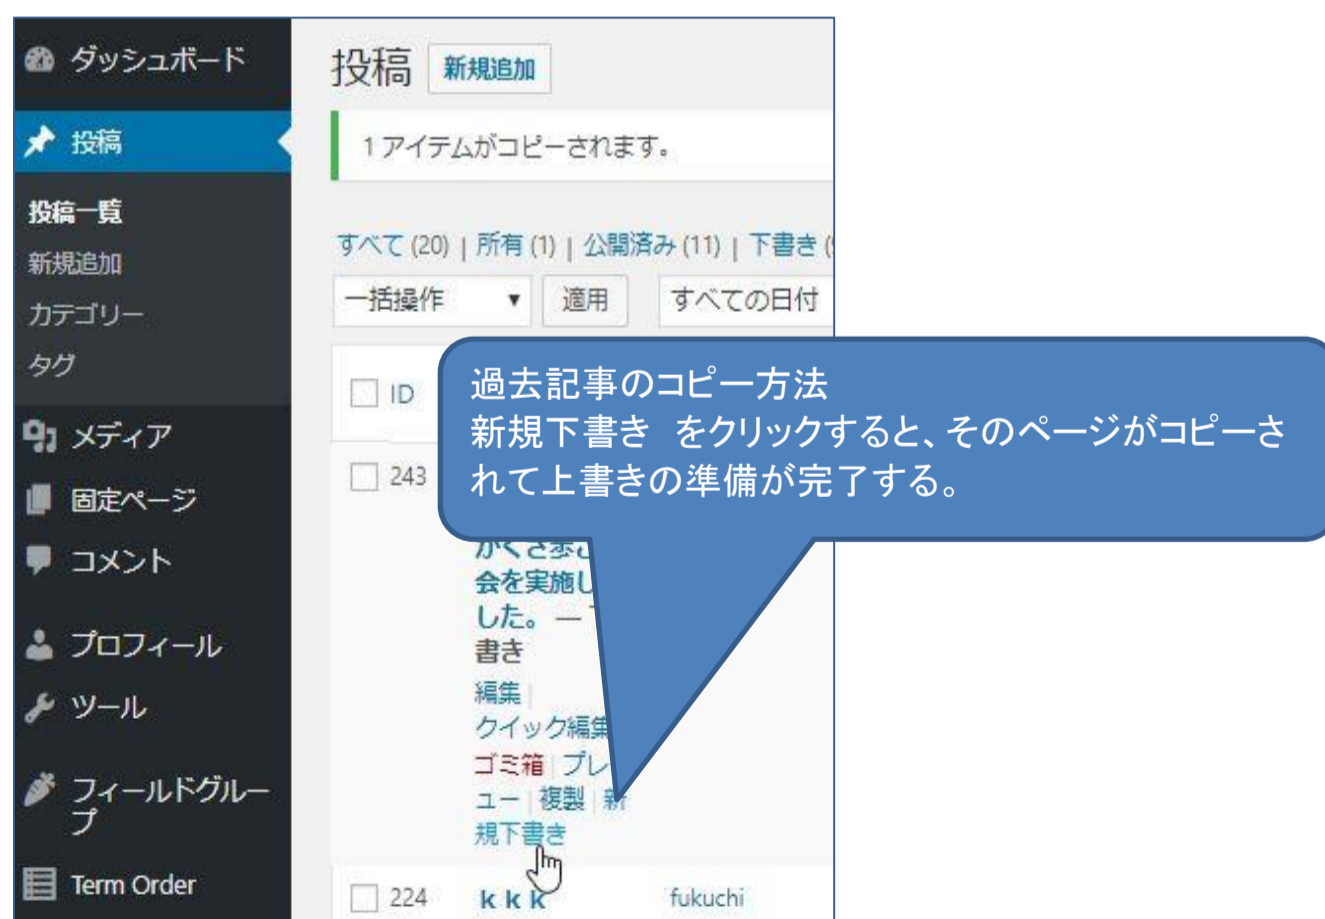 ダッシュボード
投稿
投稿一覧
新規追加
カテゴリー
タグ
メディア
固定ページ
コメント
プロフィール
ツール
フィールドグルー
プ
Term Order
投稿 新規追加
1 アイテムがコピーされます。
すべて (20) | 所有 (1) | 公開済み (11) | 下書き
一括操作 ▼ 適用 すべての日付
ID
過去記事のコピー方法
新規下書き をクリックすると、そのページがコピーさ
れて上書きの準備が完了する。
243
会を実施し
した。 —
書き
編集 |
クイック編集
ゴミ箱 | プレ
ュー | 複製 | 新
規下書き
224 k k k fukuchi